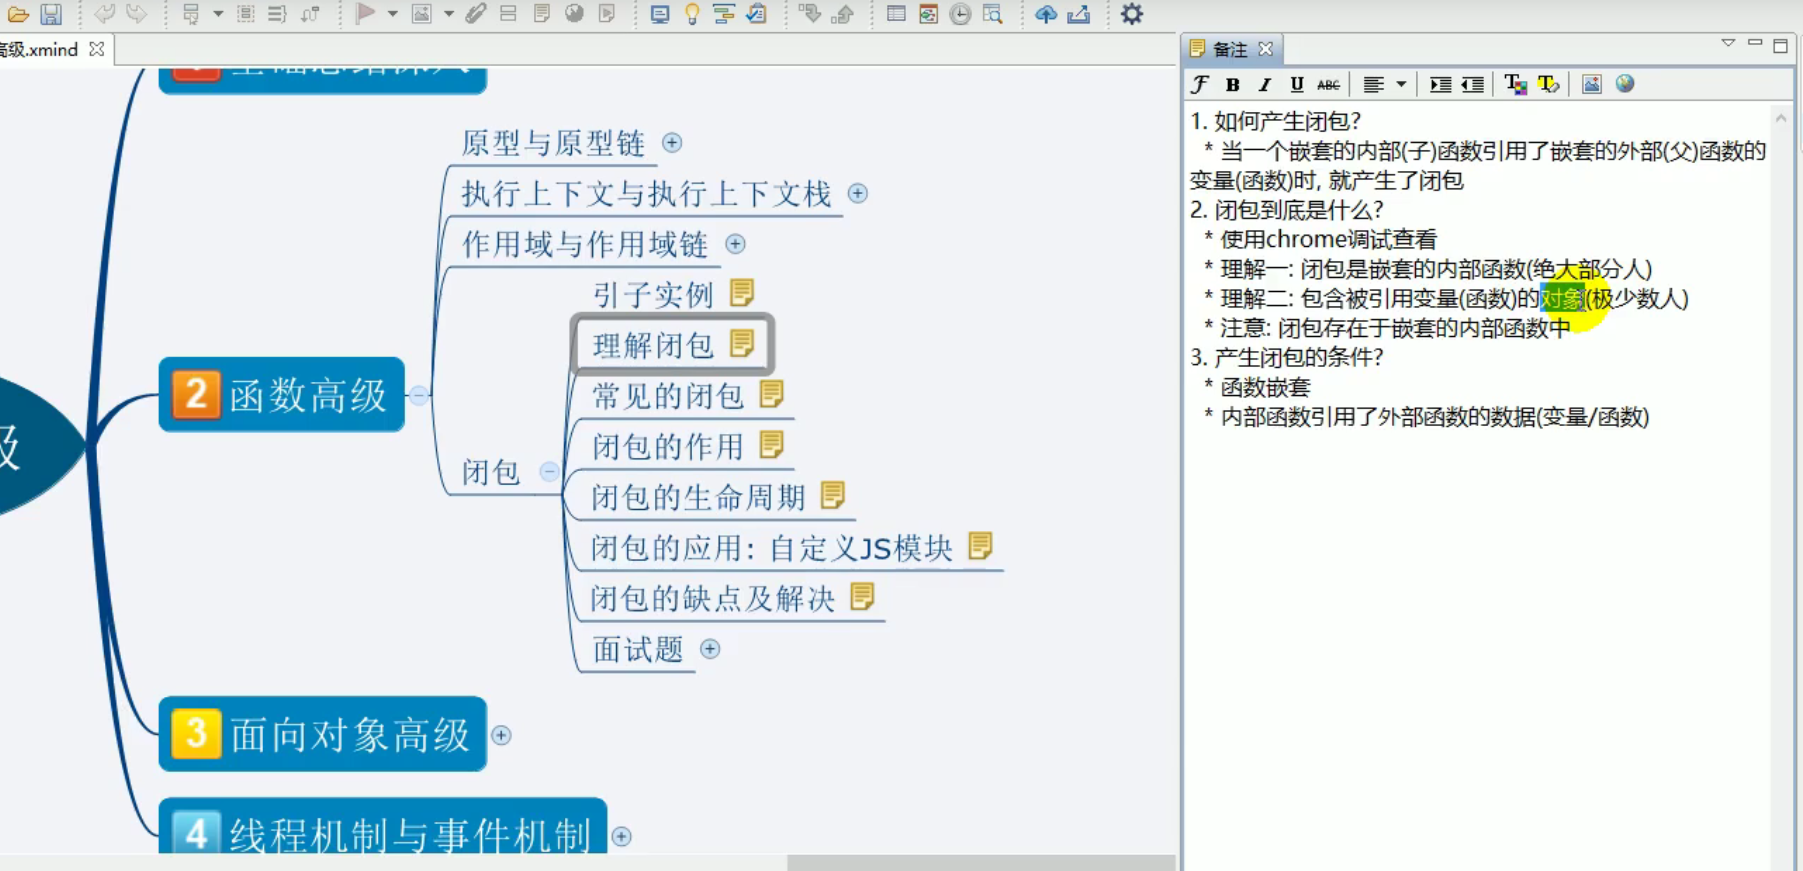 高级.xmind
备注
ABC
1. 如何产生闭包?
* 当一个嵌套的内部(子)函数引用了嵌套的外部(父)函数的
变量(函数)时, 就产生了闭包
2. 闭包到底是什么?
* 使用chrome调试查看
* 理解一: 闭包是嵌套的内部函数(绝大部分人)
* 理解二: 包含被引用变量(函数)的对象(极少数人)
* 注意: 闭包存在于嵌套的内部函数中
3. 产生闭包的条件?
* 函数嵌套
* 内部函数引用了外部函数的数据(变量/函数)
原型与原型链
执行上下文与执行上下文栈
作用域与作用域链
引子实例
理解闭包
常见的闭包
2 函数高级
闭包的作用
级
闭包
闭包的生命周期
闭包的应用: 自定义JS模块
闭包的缺点及解决
面试题
3 面向对象高级
4 线程机制与事件机制